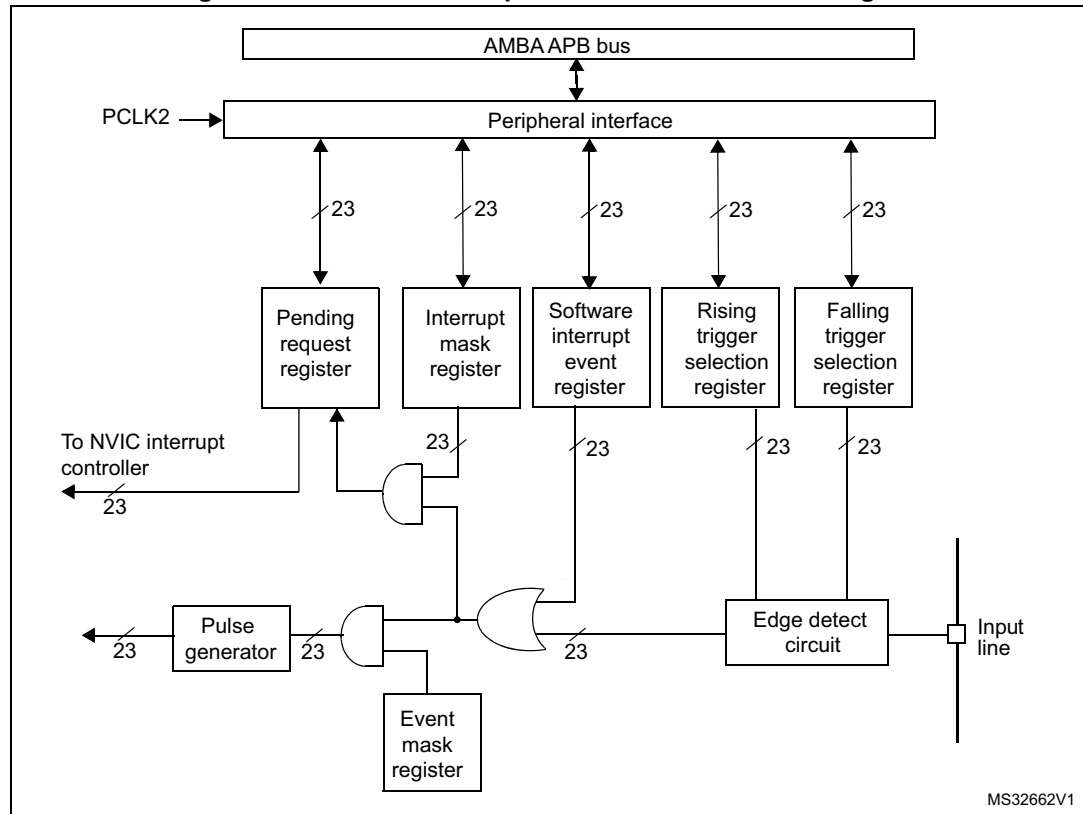 AMBA APB bus
PCLK2
Peripheral interface
23
23
23
23
23
Pending
request
register
Interrupt
mask
register
Software
interrupt
event
register
Rising
trigger
selection
register
Falling
trigger
selection
register
To NVIC interrupt
controller
23
23
23
23
23
Pulse
generator
23
23
23
Edge detect
circuit
Input
line
Event
mask
register
MS32662V1